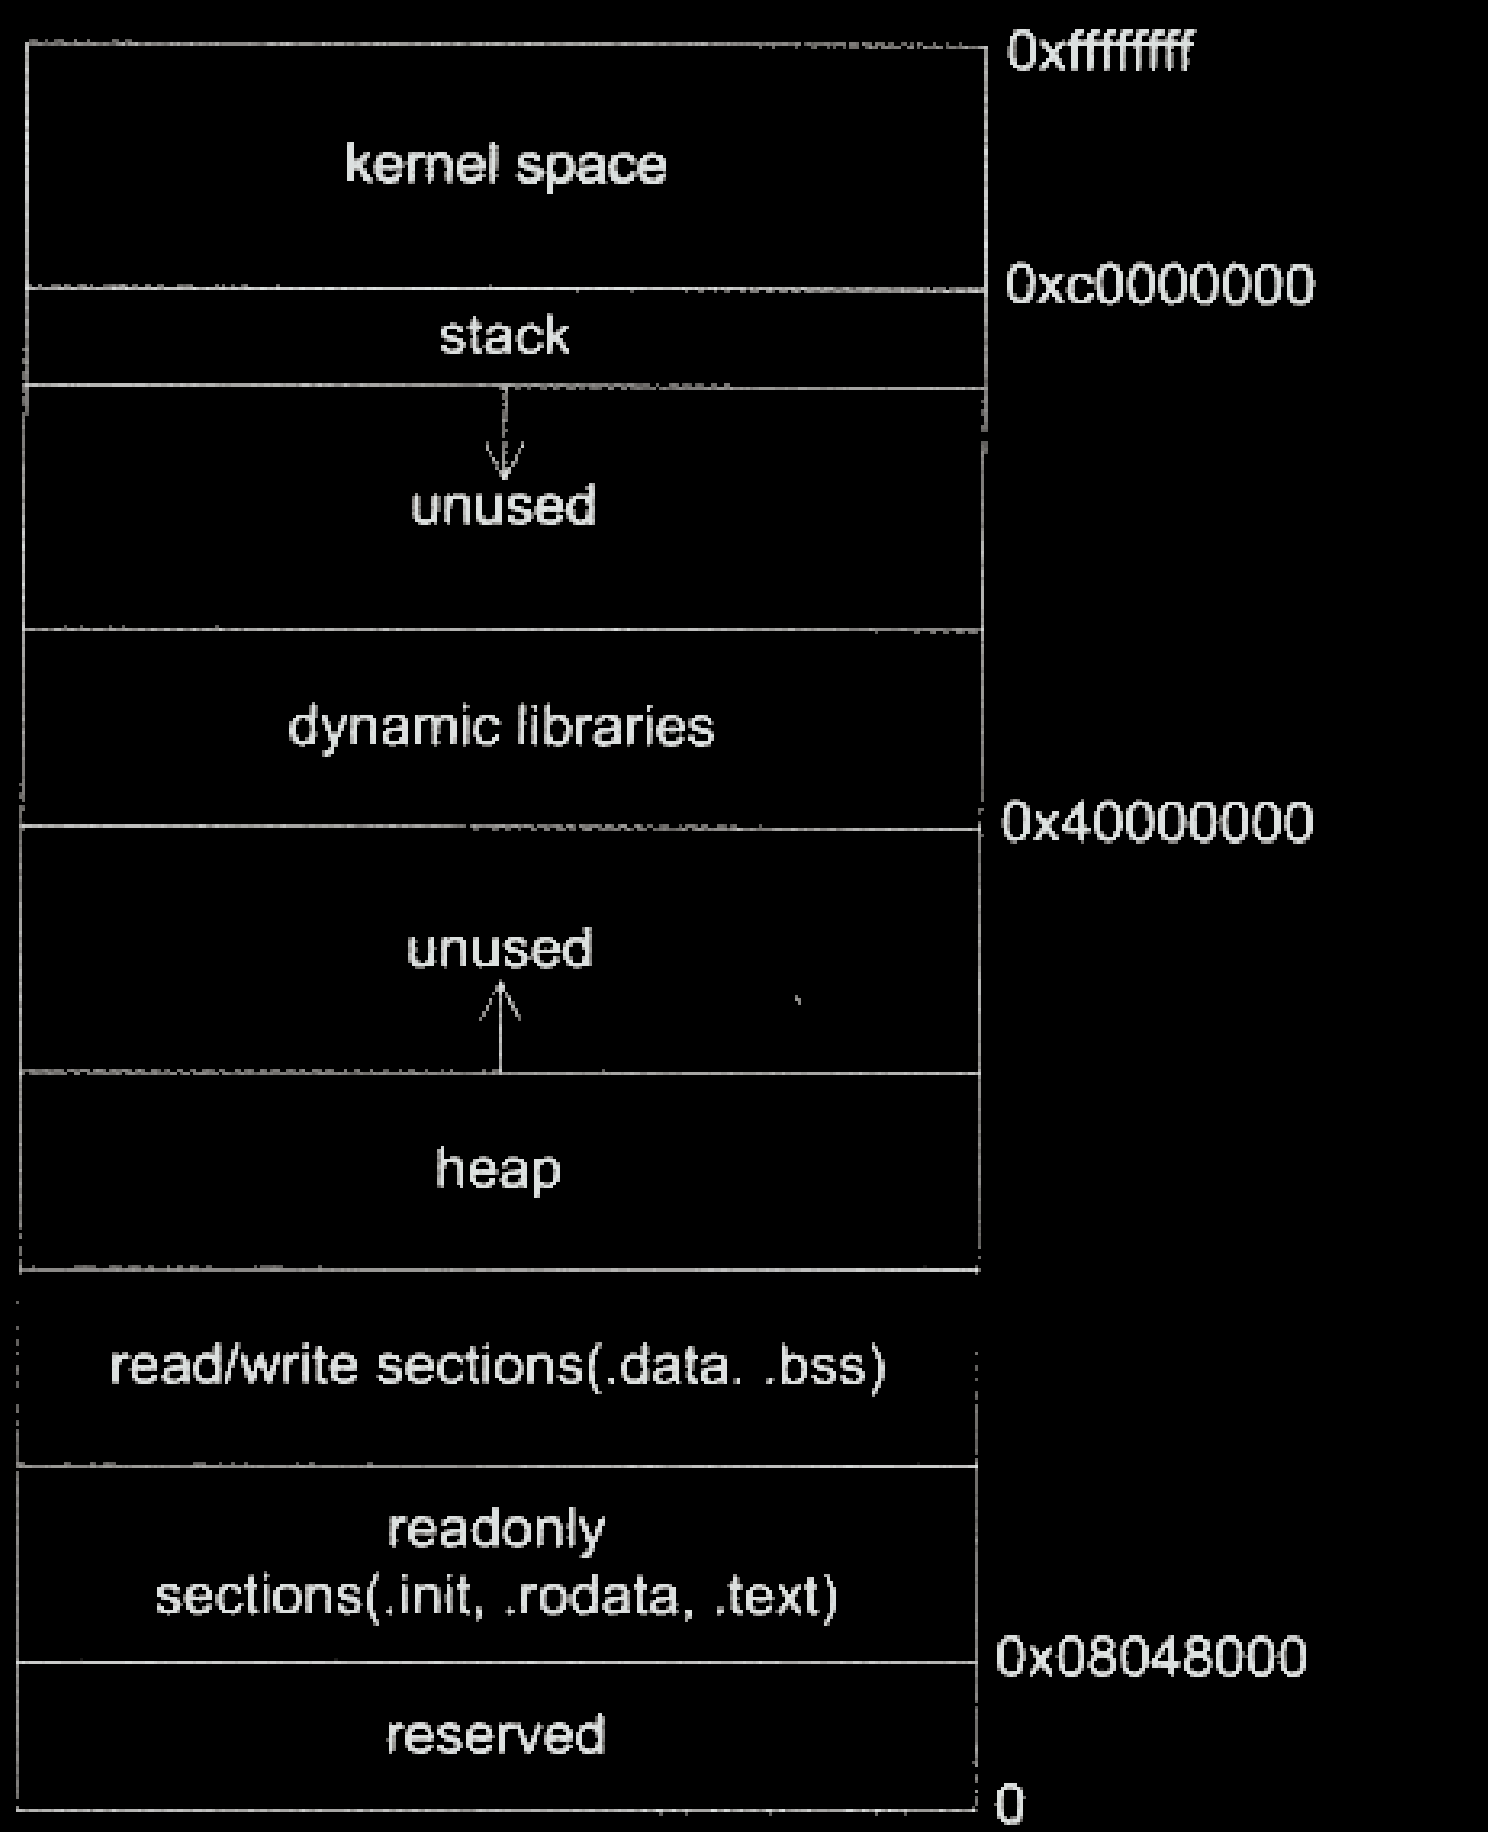 0xffffffff
kernel space
0xc0000000
stack
unused
dynamic libraries
0x40000000
unused
heap
read/write sections(.data. .bss)
readonly
sections(.init, .rodata, .text)
0x08048000
reserved
0